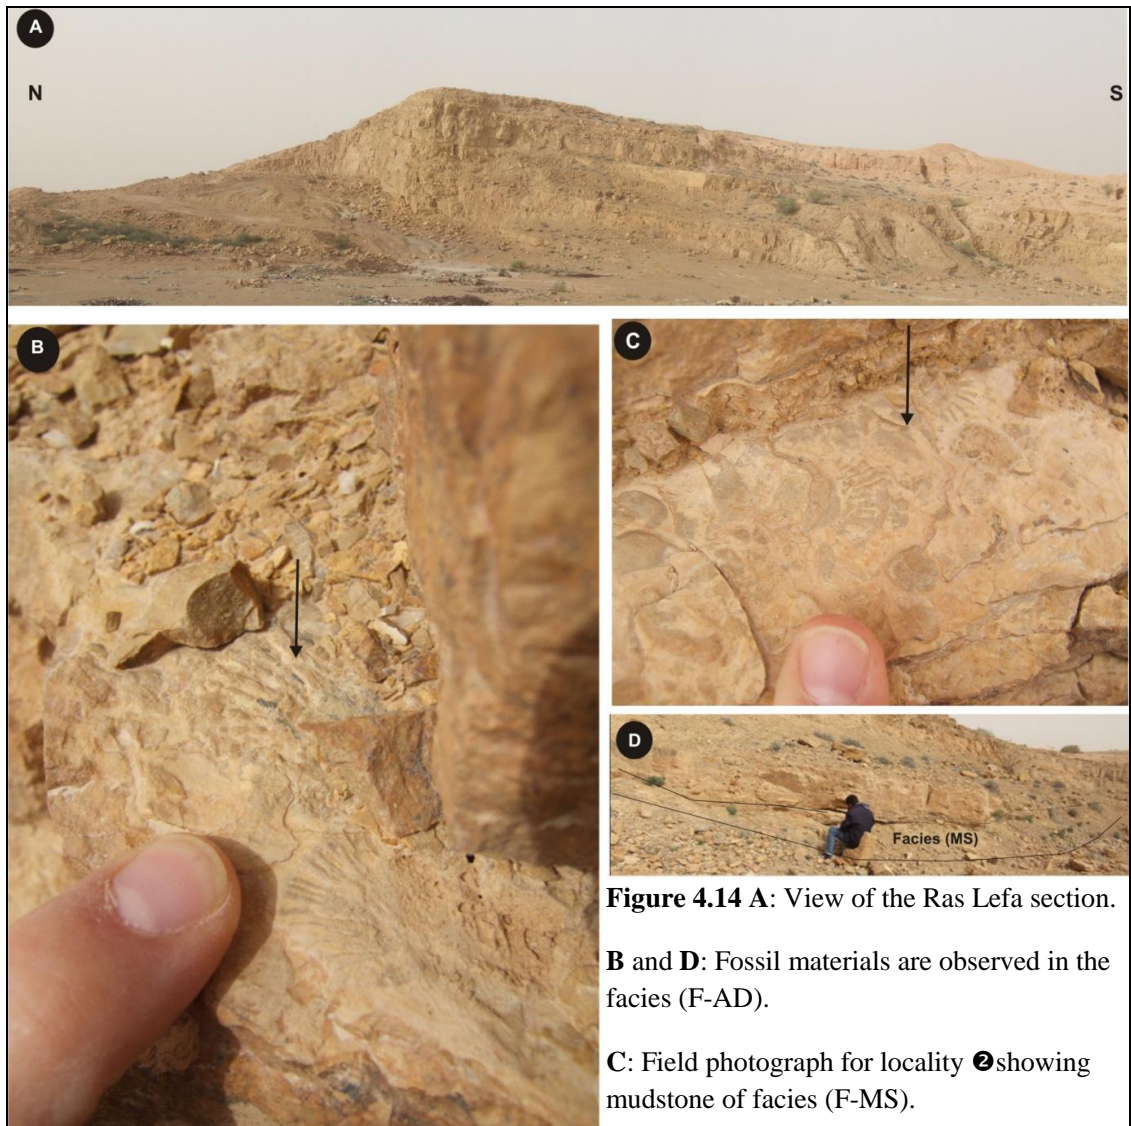 A
N
S
B
C
D
Facies (MS)
Figure 4.14 A: View of the Ras Lefa section.
B and D: Fossil materials are observed in the
facies (F-AD).
C: Field photograph for locality ❷showing
mudstone of facies (F-MS).